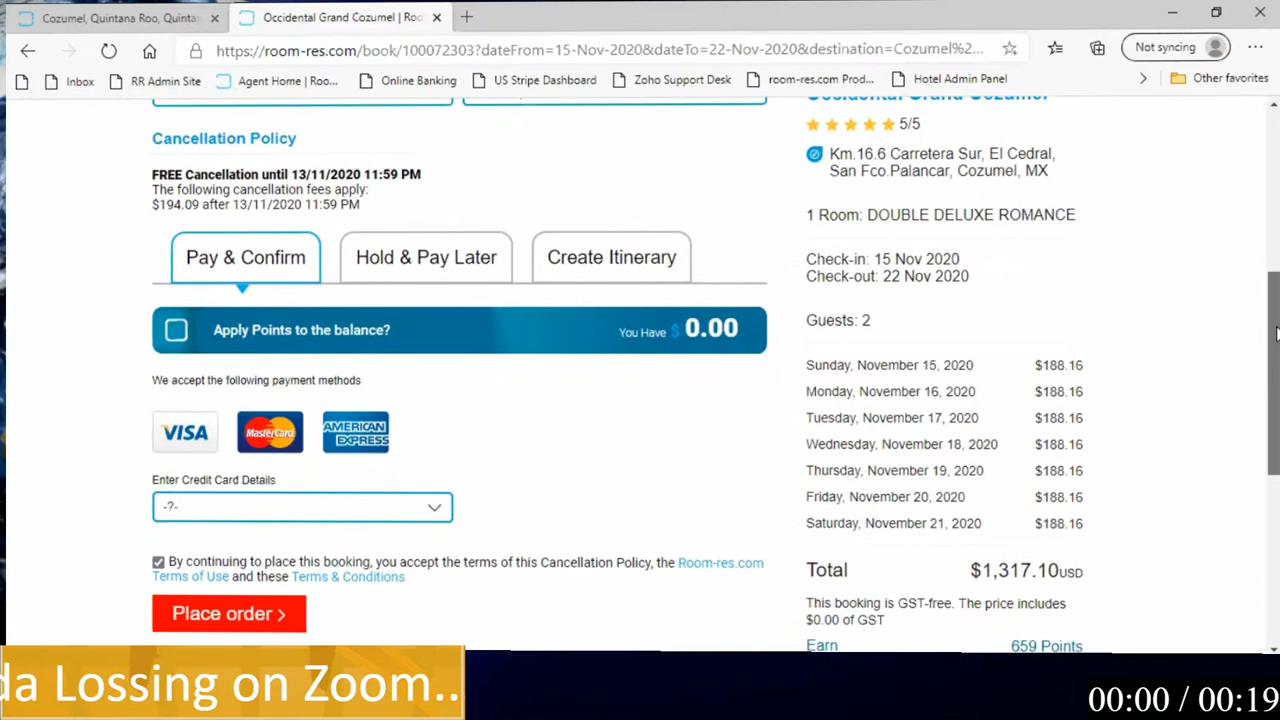 Cozumel, Quintana Roo, Quinta
Occidental Grand Cozumel | Roo
https://room-res.com/book/100072303?dateFrom=15-Nov-2020&dateTo=22-Nov-2020&destination=Cozumel%2...
Not syncing
Inbox
RR Admin Site
Agent Home | Roo...
Online Banking
US Stripe Dashboard
Zoho Support Desk
room-res.com Prod...
Hotel Admin Panel
Other favorites
Cancellation Policy
FREE Cancellation until 13/11/2020 11:59 PM
The following cancellation fees apply:
$194.09 after 13/11/2020 11:59 PM
Pay & Confirm
Hold & Pay Later
Create Itinerary
Apply Points to the balance?
You Have $ 0.00
We accept the following payment methods
VISA
MasterCard
AMERICAN EXPRESS
Enter Credit Card Details
-?-
By continuing to place this booking, you accept the terms of this Cancellation Policy, the Room-res.com
Terms of Use and these Terms & Conditions
Place order >
Occidental Grand Cozumel
5/5
Km.16.6 Carretera Sur, El Cedral,
San Fco.Palancar, Cozumel, MX
1 Room: DOUBLE DELUXE ROMANCE
Check-in: 15 Nov 2020
Check-out: 22 Nov 2020
Guests: 2
Sunday, November 15, 2020 $188.16
Monday, November 16, 2020 $188.16
Tuesday, November 17, 2020 $188.16
Wednesday, November 18, 2020 $188.16
Thursday, November 19, 2020 $188.16
Friday, November 20, 2020 $188.16
Saturday, November 21, 2020 $188.16
Total $1,317.10USD
This booking is GST-free. The price includes
$0.00 of GST
Earn 659 Points
da Lossing on Zoom..
00:00 / 00:19